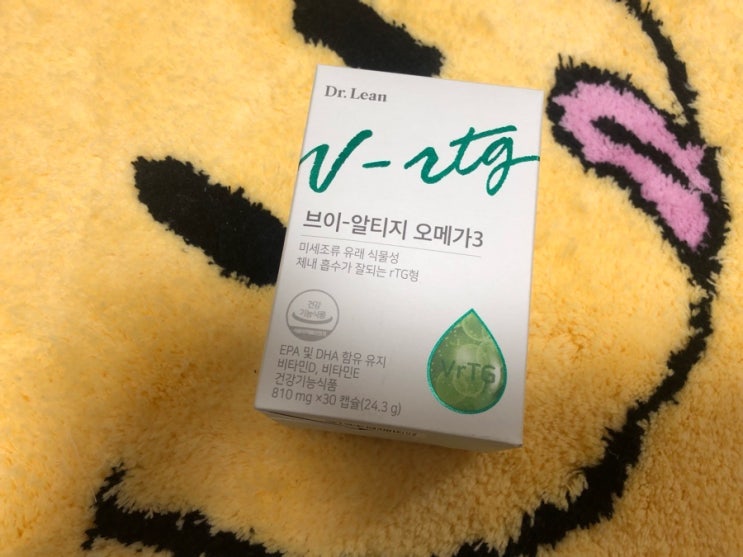 Dr. Lean
V-rtg
브이-알티지 오메가3
미세조류 유래 식물성
체내 흡수가 잘되는 rTG형
건강
기능식품
EPA 및 DHA 함유 유지
비타민D, 비타민E
건강기능식품
810 mg ×30 캡슐(24.3 g)
VrTG